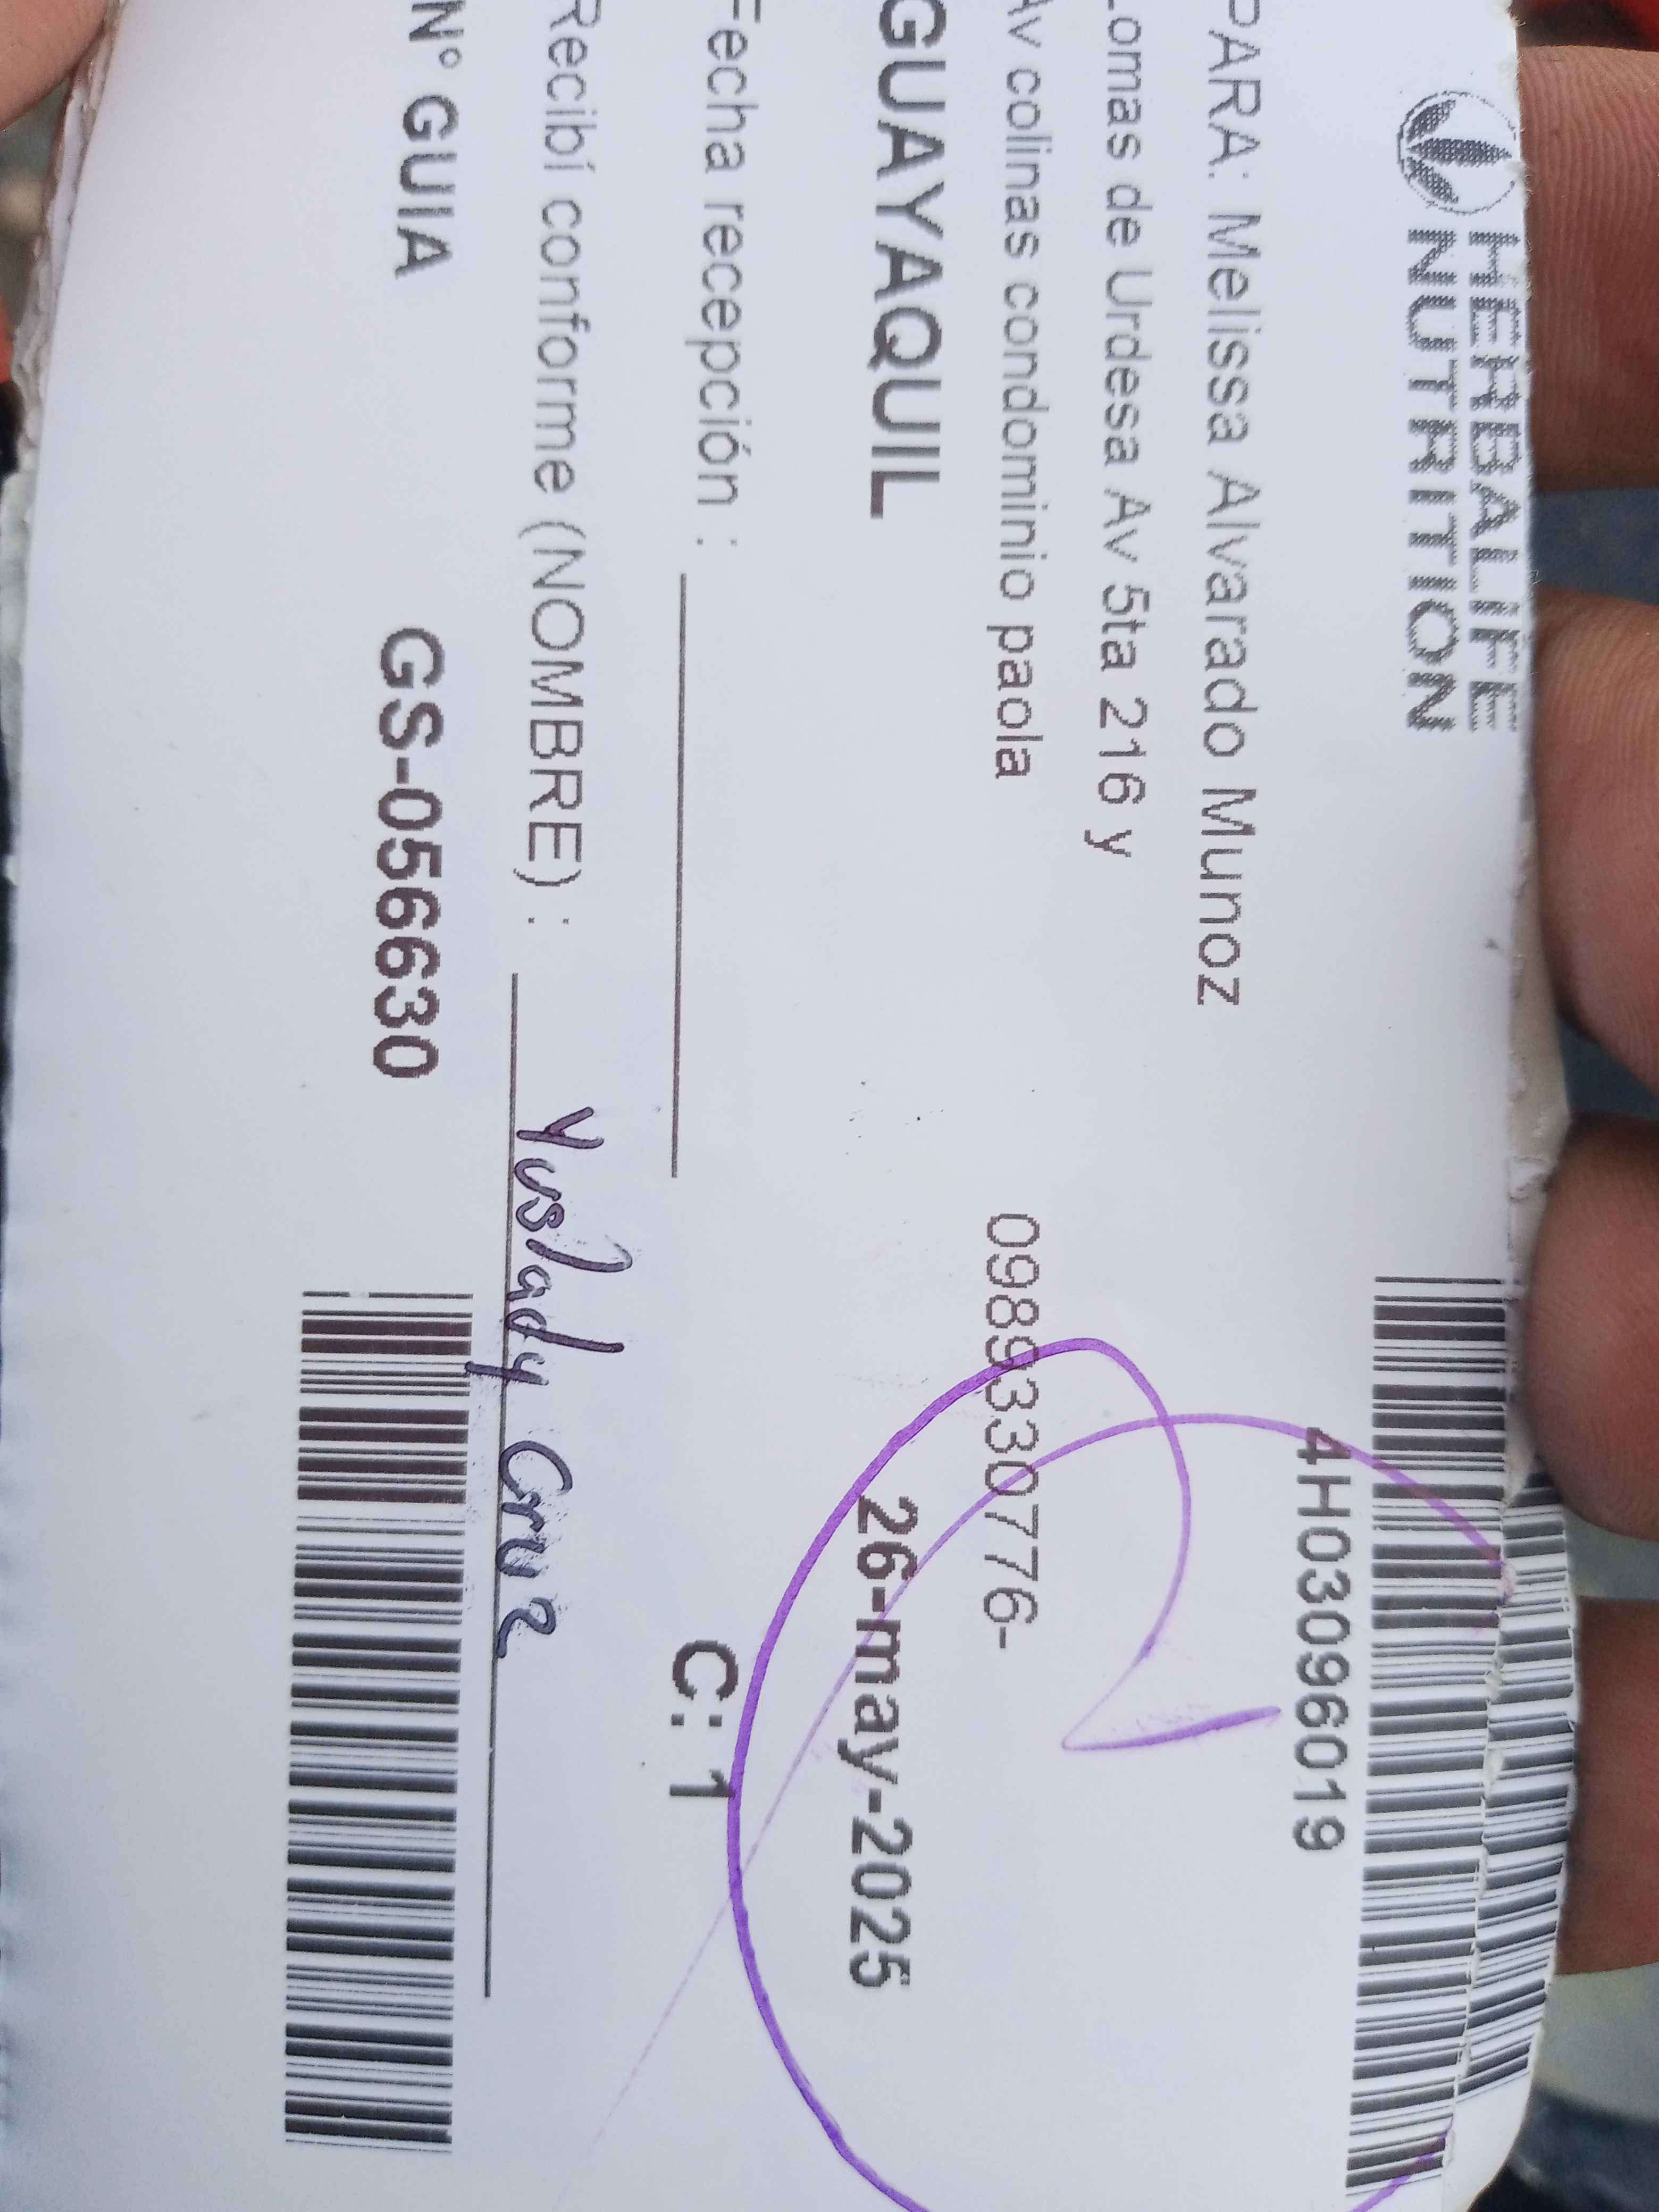 HERBALIFE
NUTRITION
4H03096019
PARA: Melissa Alvarado Munoz
Lomas de Urdesa Av 5ta 216 y
Av colinas condominio paola 0989330776-
GUAYAQUIL 26-may-2025
Fecha recepción :
C: 1
Recibí conforme (NOMBRE) : Yuslady Cruz
N° GUIA GS-056630